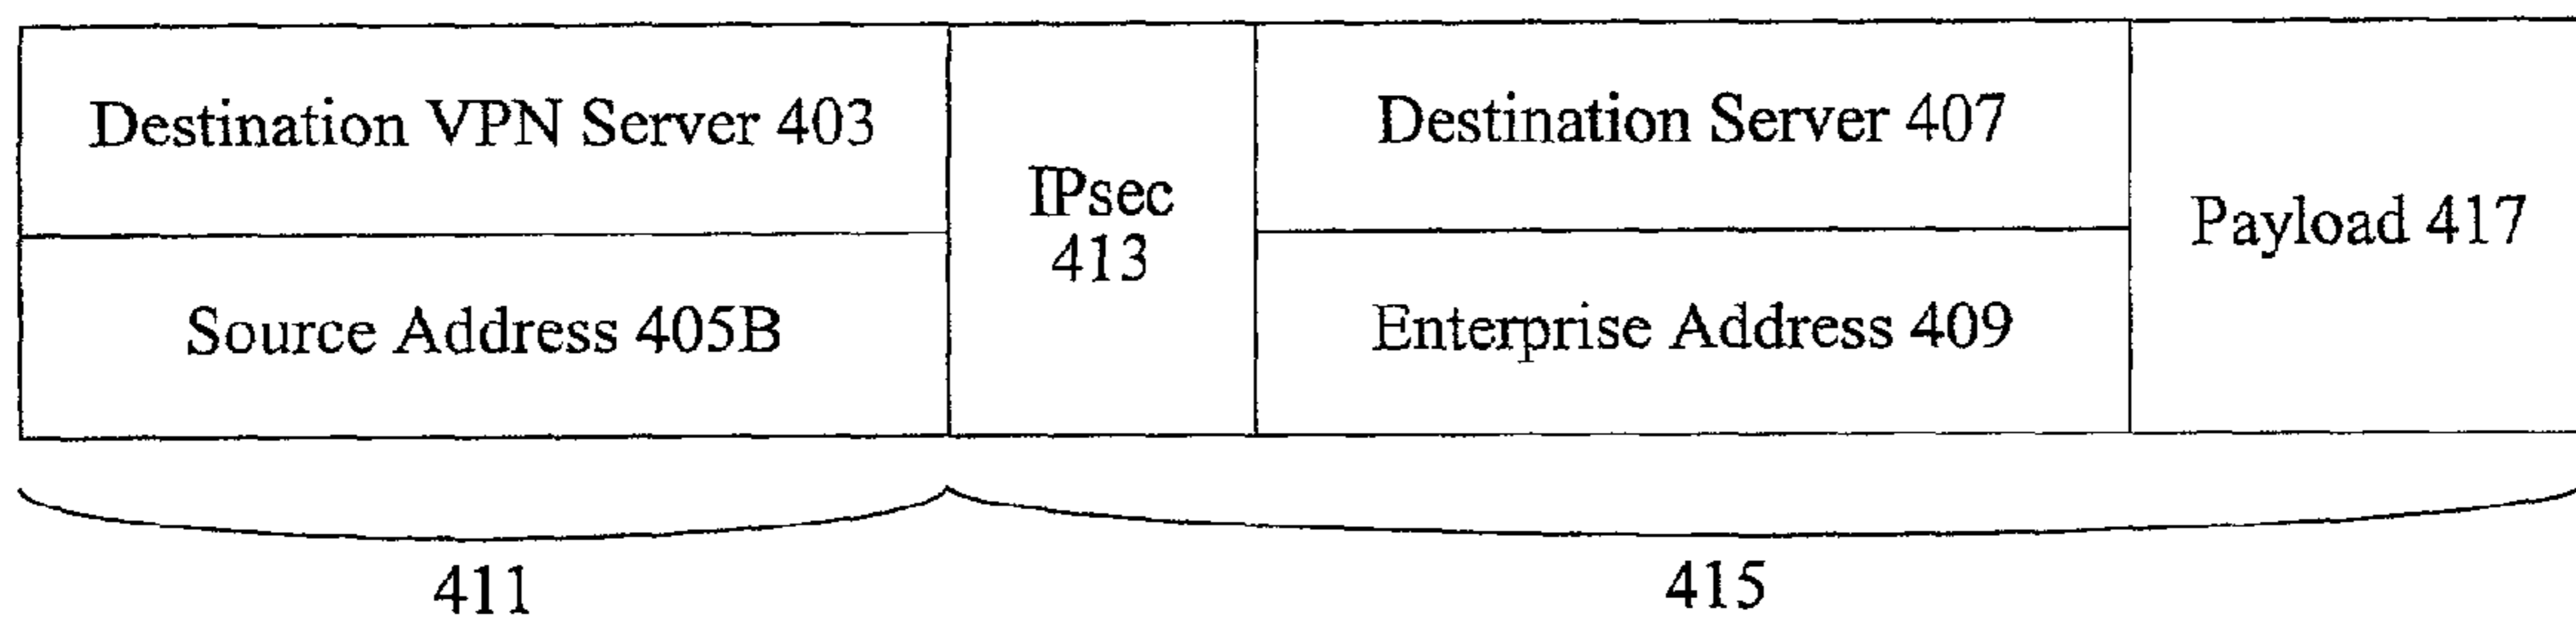 Destination VPN Server 403
Source Address 405B
IPsec
413
Destination Server 407
Enterprise Address 409
Payload 417
411
415